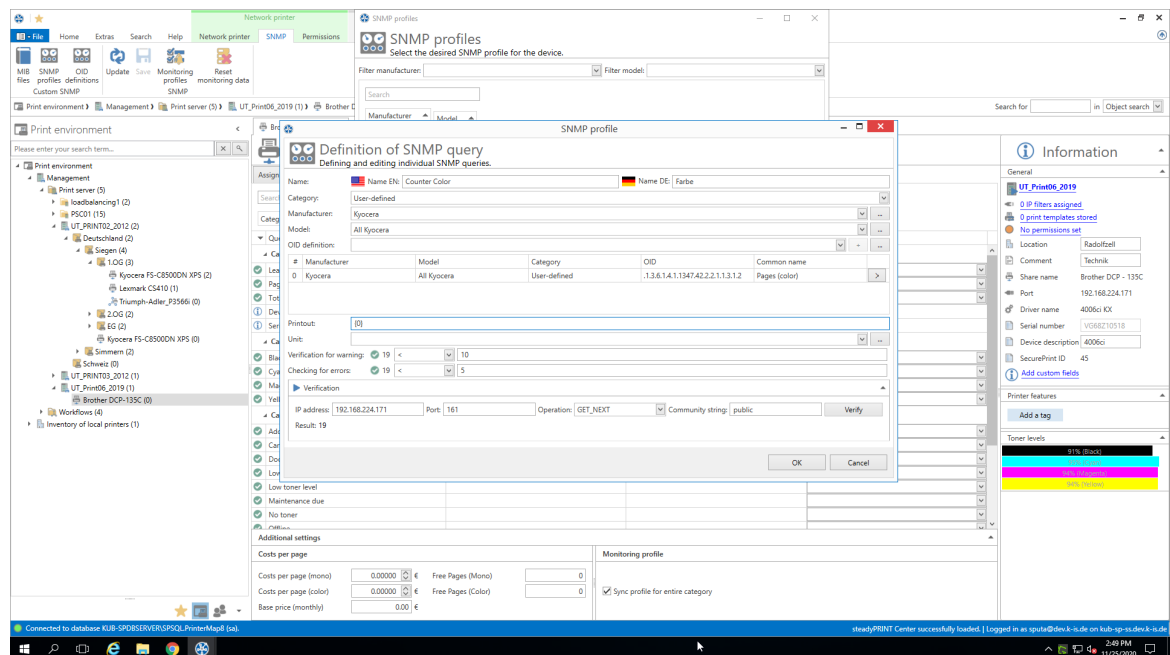 Network printer
SNMP profiles
File Home Extras Search Help Network printer SNMP Permissions
SNMP profiles
Select the desired SNMP profile for the device.
MIB files SNMP profiles OID definitions Update Save Monitoring profiles Reset monitoring data
Custom SNMP SNMP
Filter manufacturer: Filter model:
Search
Manufacturer Model
Print environment Management Print server (5) UT_Print06_2019 (1) Brother
Search for in Object search
Print environment
Please enter your search term...
Print environment
Management
Print server (5)
loadbalancing1 (2)
PSC01 (15)
UT_PRINT02_2012 (2)
Deutschland (2)
Siegen (4)
1.OG (3)
Kyocera FS-C8500DN XPS (2)
Lexmark CS410 (1)
Triumph-Adler_P3566i (0)
2.OG (2)
EG (2)
Kyocera FS-C8500DN XPS (0)
Simmern (2)
Schweiz (0)
UT_PRINT03_2012 (1)
UT_Print06_2019 (1)
Brother DCP-135C (0)
Workflows (4)
Inventory of local printers (1)
SNMP profile
Definition of SNMP query
Defining and editing individual SNMP queries.
Name: Name EN: Counter Color Name DE: Farbe
Category: User-defined
Manufacturer: Kyocera
Model: All Kyocera
OID definition:
# Manufacturer Model Category OID Common name
0 Kyocera All Kyocera User-defined .1.3.6.1.4.1.1347.42.2.2.1.1.3.1.2 Pages (color)
Printout: {0}
Unit:
Verification for warning: 19 < 10
Checking for errors: 19 < 5
Verification
IP address: 192.168.224.171 Port: 161 Operation: GET_NEXT Community string: public Verify
Result: 19
OK Cancel
Low toner level
Maintenance due
No toner
Offline
Additional settings
Costs per page
Monitoring profile
Costs per page (mono) 0.00000 € Free Pages (Mono) 0
Costs per page (color) 0.00000 € Free Pages (Color) 0
Base price (monthly) 0.00 €
Sync profile for entire category
Information
General
UT_Print06_2019
0 IP filters assigned
0 print templates stored
No permissions set
Location Radolfzell
Comment Technik
Share name Brother DCP - 135C
Port 192.168.224.171
Driver name 4006ci KX
Serial number VG68Z10518
Device description 4006ci
SecurePrint ID 45
Add custom fields
Printer features
Add a tag
Toner levels
91% (Black)
94% (Magenta)
94% (Yellow)
Connected to database KUB-SPDBSERVER\SPSQL.PrinterMap8 (sa).
steadyPRINT Center successfully loaded. | Logged in as sputa@dev.k-is.de on kub-sp-ss.dev.k-is.de
2:49 PM
11/25/2020